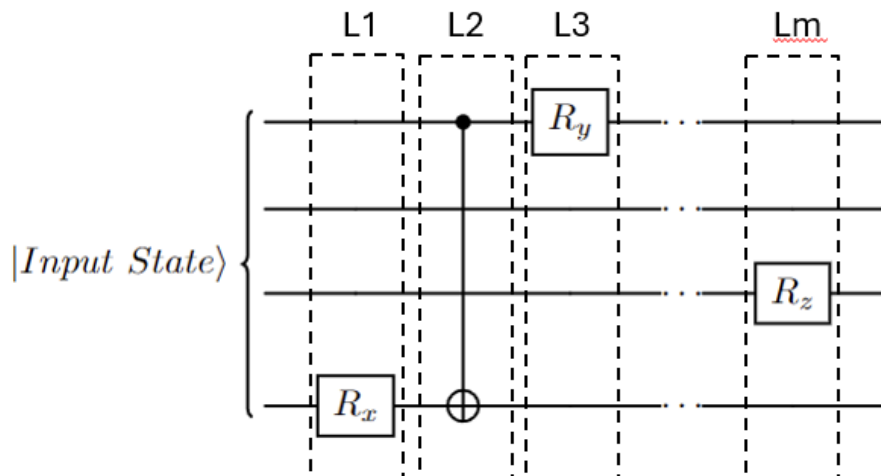 L1 L2 L3 Lm
R_y
|Input State⟩
R_z
R_x